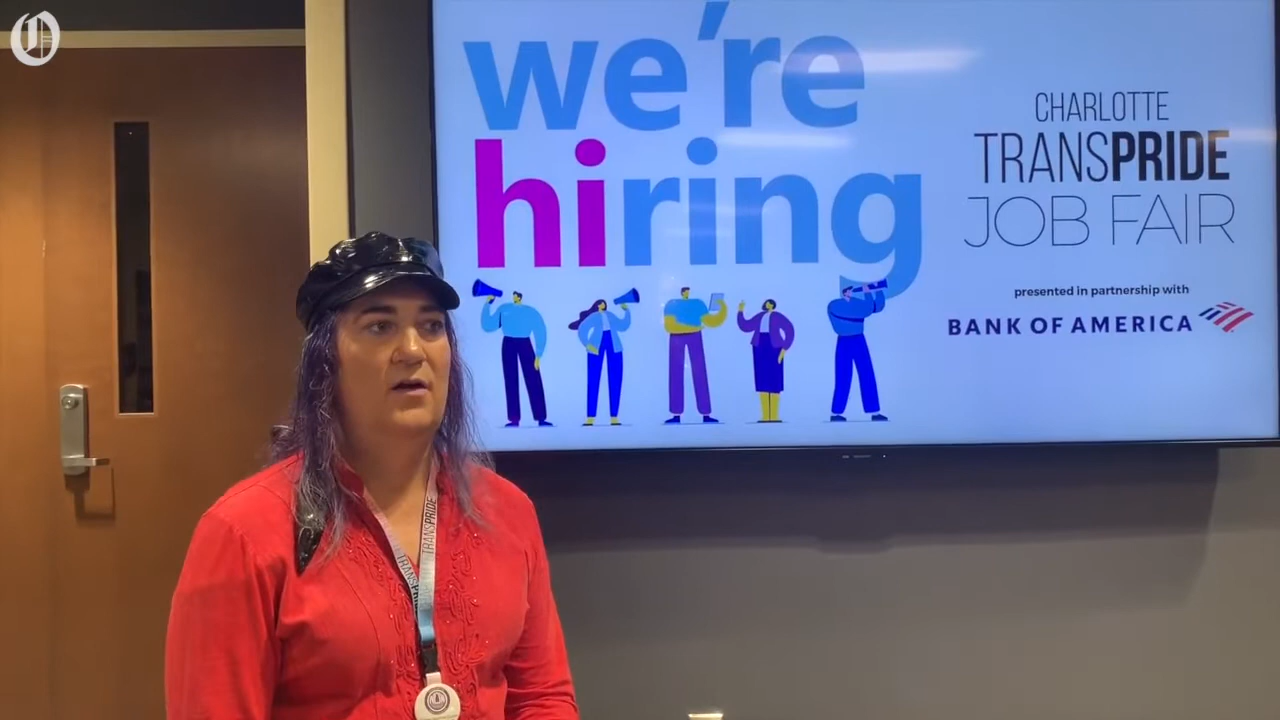 O
we're
hiring
CHARLOTTE
TRANSPRIDE
JOB FAIR
presented in partnership with
BANK OF AMERICA
TRANSPRIDE